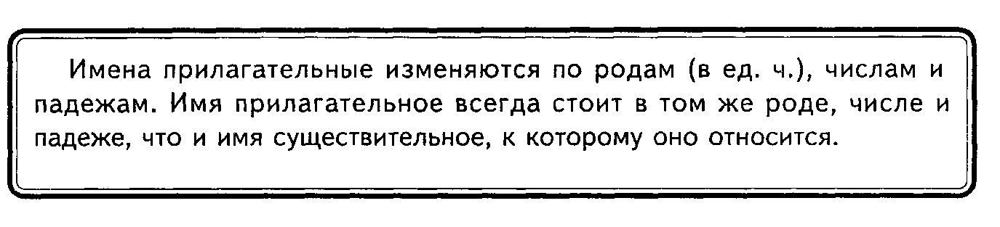 Имена прилагательные изменяются по родам (в ед. ч.), числам и
падежам. Имя прилагательное всегда стоит в том же роде, числе и
падеже, что и имя существительное, к которому оно относится.